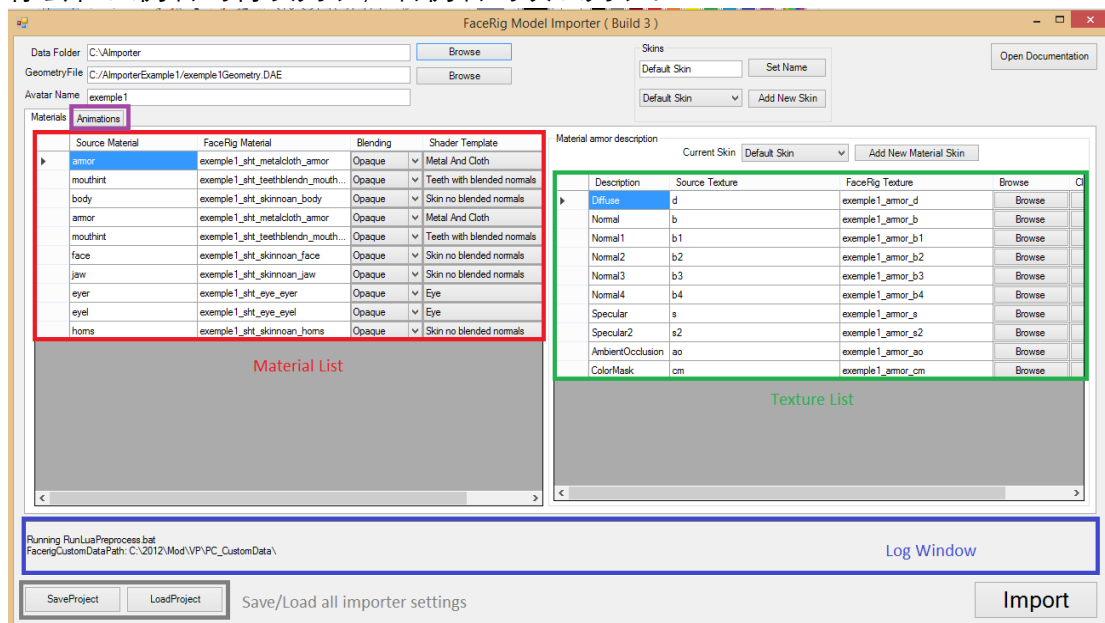 FaceRig Model Importer ( Build 3 )
Data Folder C:\AImporter Browse
GeometryFile C:/AImporterExample1/exemple1Geometry.DAE Browse
Avatar Name exemple1
Skins
Default Skin Set Name
Default Skin Add New Skin
Open Documentation
Materials Animations
Source Material FaceRig Material Blending Shader Template
armor exemple1_sht_metalcloth_armor Opaque Metal And Cloth
mouthint exemple1_sht_teethblendn_mouth... Opaque Teeth with blended normals
body exemple1_sht_skinnoan_body Opaque Skin no blended normals
armor exemple1_sht_metalcloth_armor Opaque Metal And Cloth
mouthint exemple1_sht_teethblendn_mouth... Opaque Teeth with blended normals
face exemple1_sht_skinnoan_face Opaque Skin no blended normals
jaw exemple1_sht_skinnoan_jaw Opaque Skin no blended normals
eyer exemple1_sht_eye_eyer Opaque Eye
eyel exemple1_sht_eye_eyel Opaque Eye
horns exemple1_sht_skinnoan_horns Opaque Skin no blended normals
Material List
Material armor description
Current Skin Default Skin Add New Material Skin
Description Source Texture FaceRig Texture Browse Cl
Diffuse d exemple1_armor_d Browse
Normal b exemple1_armor_b Browse
Normal1 b1 exemple1_armor_b1 Browse
Normal2 b2 exemple1_armor_b2 Browse
Normal3 b3 exemple1_armor_b3 Browse
Normal4 b4 exemple1_armor_b4 Browse
Specular s exemple1_armor_s Browse
Specular2 s2 exemple1_armor_s2 Browse
AmbientOcclusion ao exemple1_armor_ao Browse
ColorMask cm exemple1_armor_cm Browse
Texture List
Running RunLuaPreprocess.bat
FacerigCustomDataPath: C:\2012\Mod\VP\PC_CustomData\
Log Window
SaveProject LoadProject Save/Load all importer settings
Import